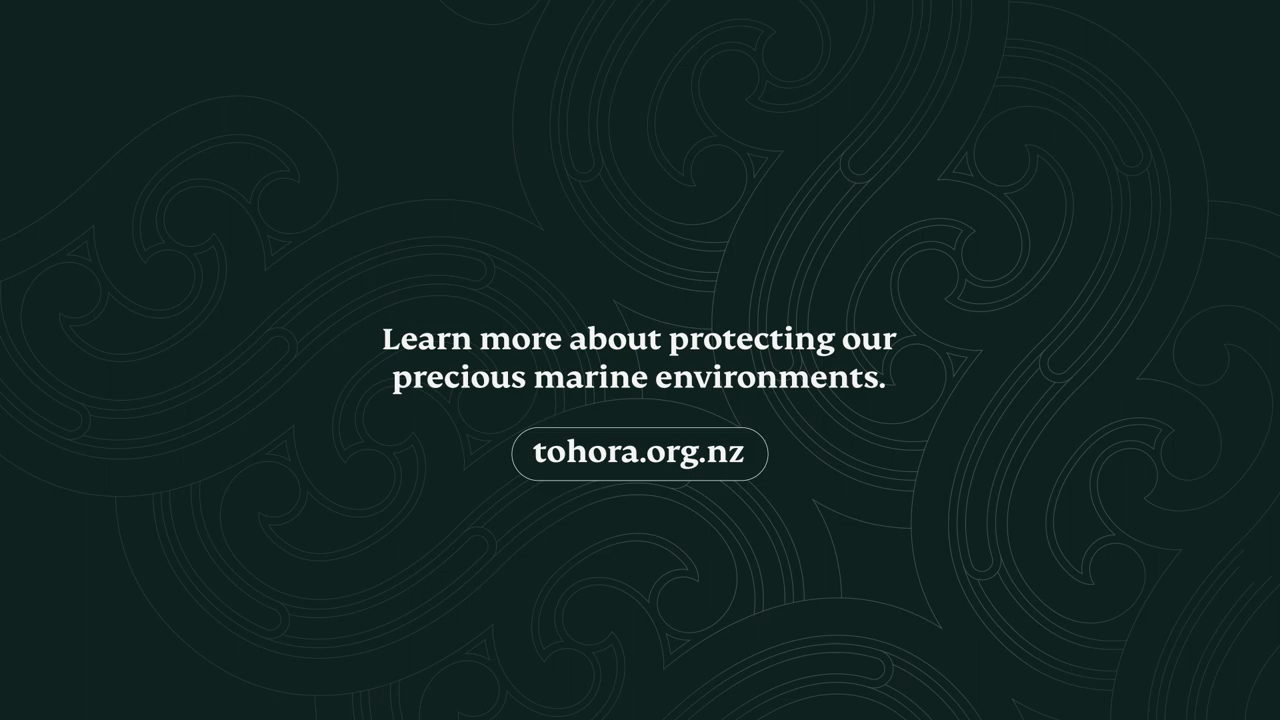 Learn more about protecting our
precious marine environments.
tohora.org.nz